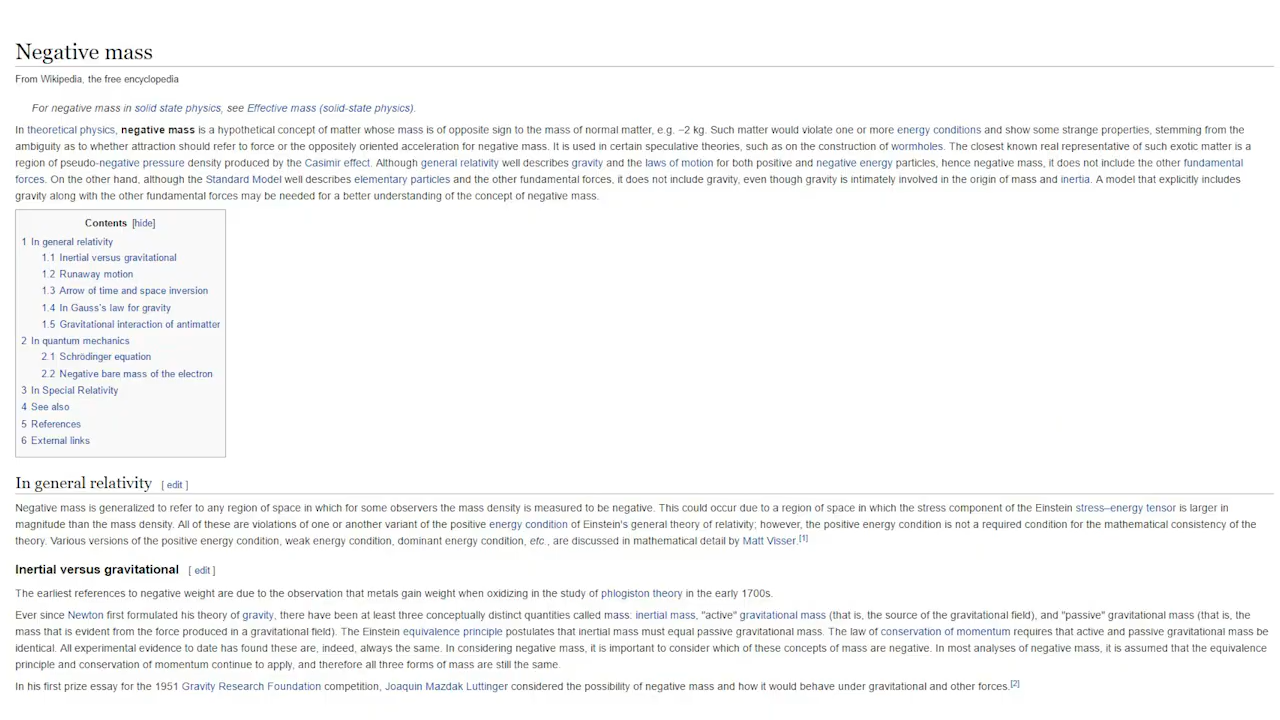 Negative mass
From Wikipedia, the free encyclopedia
For negative mass in solid state physics, see Effective mass (solid-state physics).
In theoretical physics, negative mass is a hypothetical concept of matter whose mass is of opposite sign to the mass of normal matter, e.g. −2 kg. Such matter would violate one or more energy conditions and show some strange properties, stemming from the
ambiguity as to whether attraction should refer to force or the oppositely oriented acceleration for negative mass. It is used in certain speculative theories, such as on the construction of wormholes. The closest known real representative of such exotic matter is a
region of pseudo-negative pressure density produced by the Casimir effect. Although general relativity well describes gravity and the laws of motion for both positive and negative energy particles, hence negative mass, it does not include the other fundamental
forces. On the other hand, although the Standard Model well describes elementary particles and the other fundamental forces, it does not include gravity, even though gravity is intimately involved in the origin of mass and inertia. A model that explicitly includes
gravity along with the other fundamental forces may be needed for a better understanding of the concept of negative mass.
Contents [hide]
1 In general relativity
1.1 Inertial versus gravitational
1.2 Runaway motion
1.3 Arrow of time and space inversion
1.4 In Gauss's law for gravity
1.5 Gravitational interaction of antimatter
2 In quantum mechanics
2.1 Schrödinger equation
2.2 Negative bare mass of the electron
3 In Special Relativity
4 See also
5 References
6 External links
In general relativity [ edit ]
Negative mass is generalized to refer to any region of space in which for some observers the mass density is measured to be negative. This could occur due to a region of space in which the stress component of the Einstein stress–energy tensor is larger in
magnitude than the mass density. All of these are violations of one or another variant of the positive energy condition of Einstein's general theory of relativity; however, the positive energy condition is not a required condition for the mathematical consistency of the
theory. Various versions of the positive energy condition, weak energy condition, dominant energy condition, etc., are discussed in mathematical detail by Matt Visser.[1]
Inertial versus gravitational [ edit ]
The earliest references to negative weight are due to the observation that metals gain weight when oxidizing in the study of phlogiston theory in the early 1700s.
Ever since Newton first formulated his theory of gravity, there have been at least three conceptually distinct quantities called mass: inertial mass, "active" gravitational mass (that is, the source of the gravitational field), and "passive" gravitational mass (that is, the
mass that is evident from the force produced in a gravitational field). The Einstein equivalence principle postulates that inertial mass must equal passive gravitational mass. The law of conservation of momentum requires that active and passive gravitational mass be
identical. All experimental evidence to date has found these are, indeed, always the same. In considering negative mass, it is important to consider which of these concepts of mass are negative. In most analyses of negative mass, it is assumed that the equivalence
principle and conservation of momentum continue to apply, and therefore all three forms of mass are still the same.
In his first prize essay for the 1951 Gravity Research Foundation competition, Joaquin Mazdak Luttinger considered the possibility of negative mass and how it would behave under gravitational and other forces.[2]